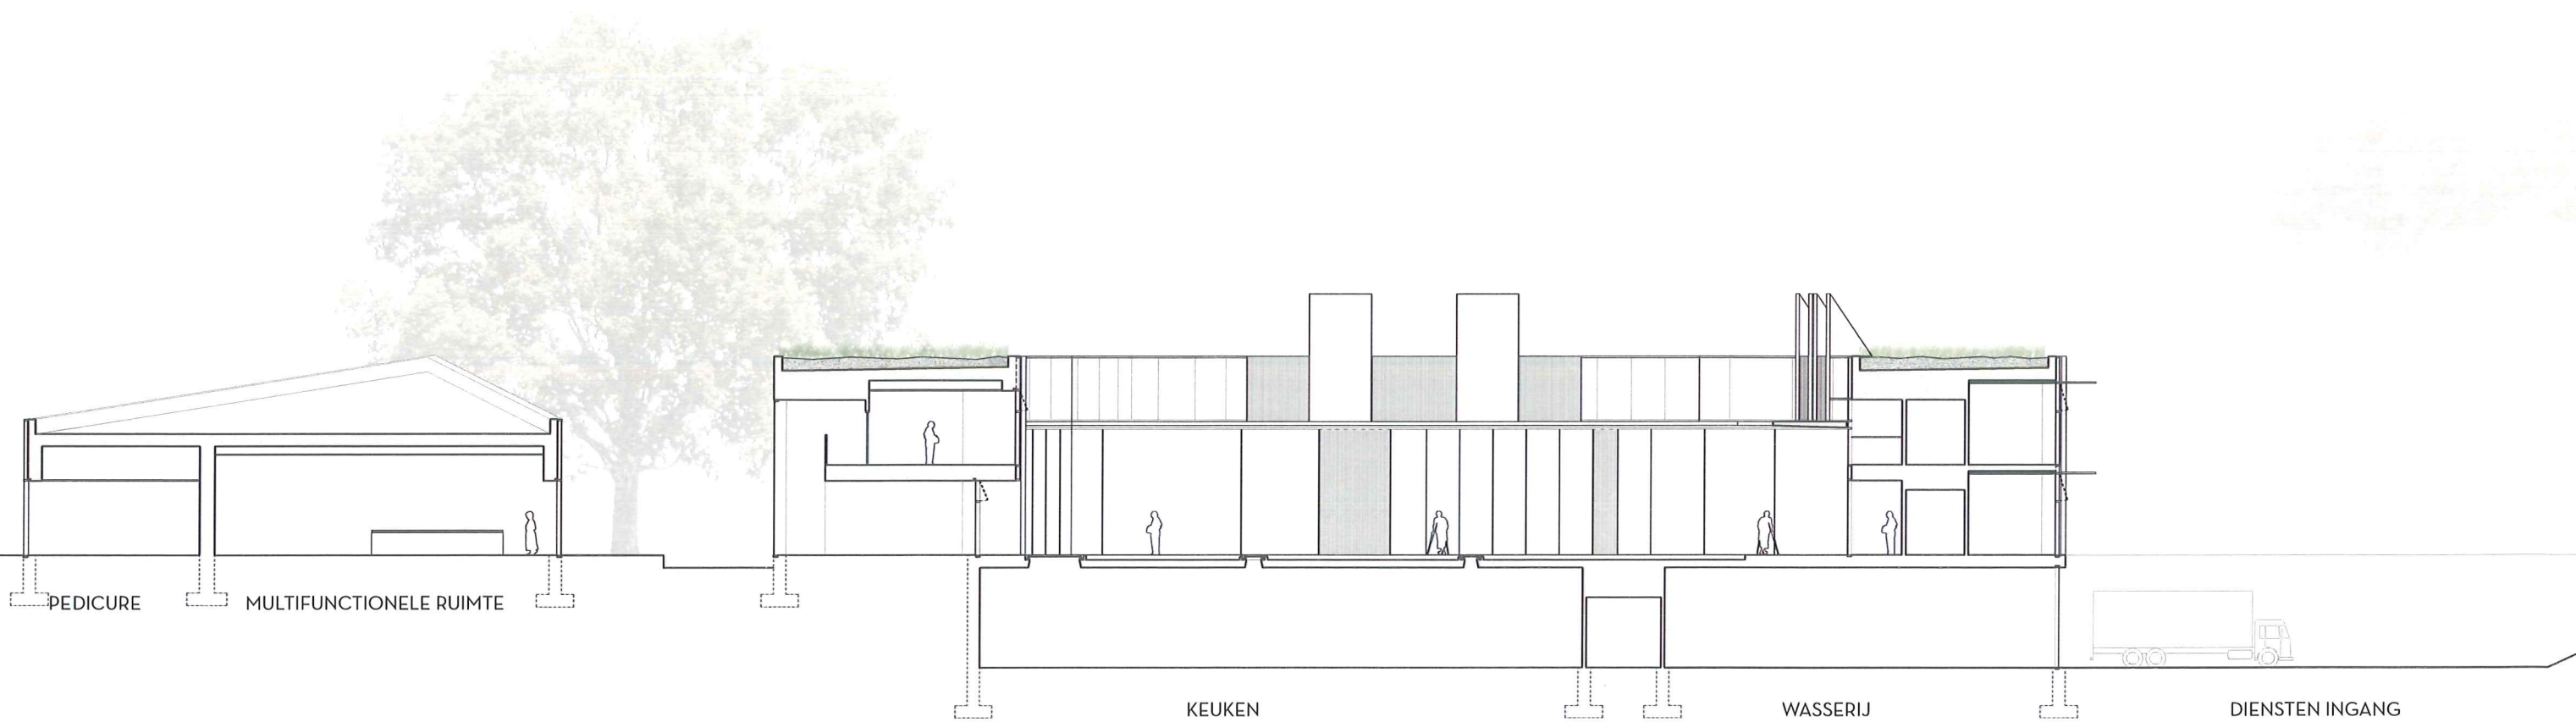 PEDICURE
MULTIFUNCTIONELE RUIMTE
KEUKEN
WASSERIJ
DIENSTEN INGANG